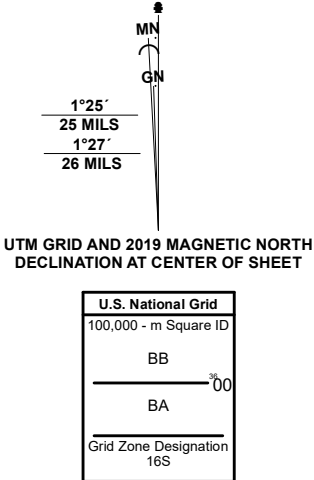 MN
GN
1°25´
25 MILS
1°27´
26 MILS
UTM GRID AND 2019 MAGNETIC NORTH
DECLINATION AT CENTER OF SHEET
U.S. National Grid
100,000 - m Square ID
BB
3600
BA
Grid Zone Designation
16S